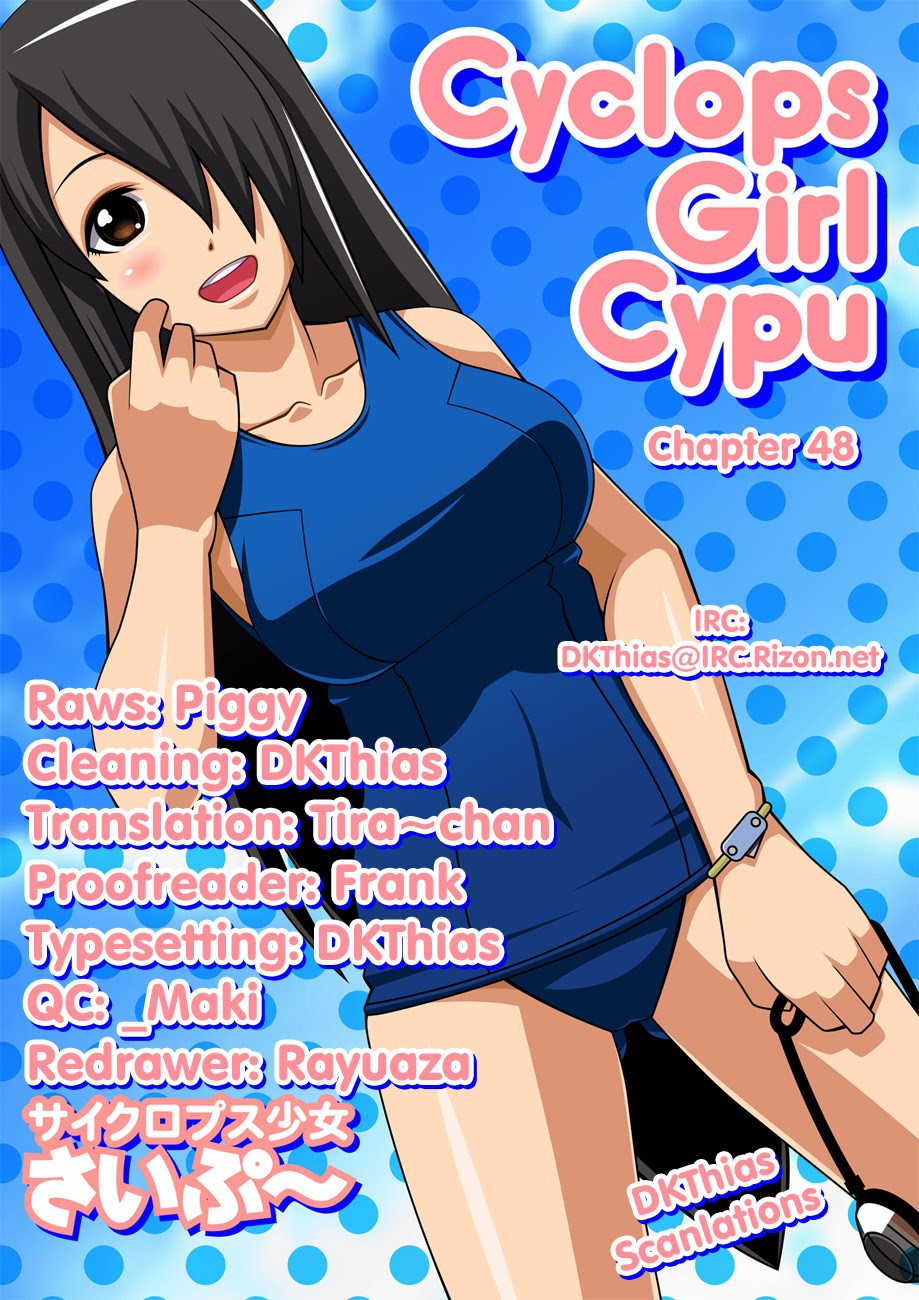 Cyclops
Girl
Cypu
Chapter 48
IRC:
DKThias@IRC.Rizon.net
Raws: Piggy
Cleaning: DKThias
Translation: Tira~chan
Proofreader: Frank
Typesetting: DKThias
QC: _Maki
Redrawer: Rayuaza
サイクロプス少女
さいぷ〜
DKThias
Scanlations